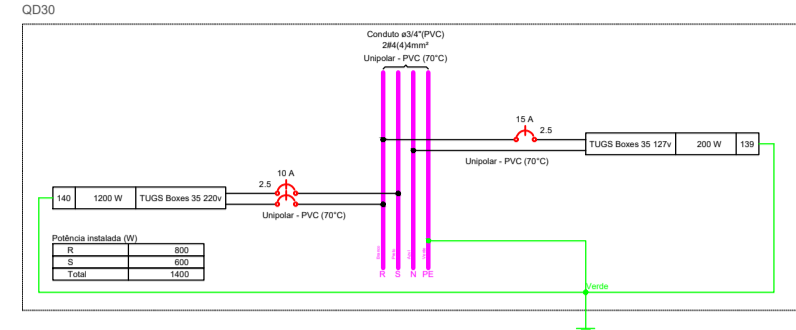 QD30
Conduto ø3/4"(PVC)
2#4(4)4mm²
Unipolar - PVC (70°C)
15 A
2.5
TUGS Boxes 35 127v 200 W 139
Unipolar - PVC (70°C)
10 A
2.5
140 1200 W TUGS Boxes 35 220v
Unipolar - PVC (70°C)
Potência instalada (W)
R 800
S 600
Total 1400
R S N PE
Verde